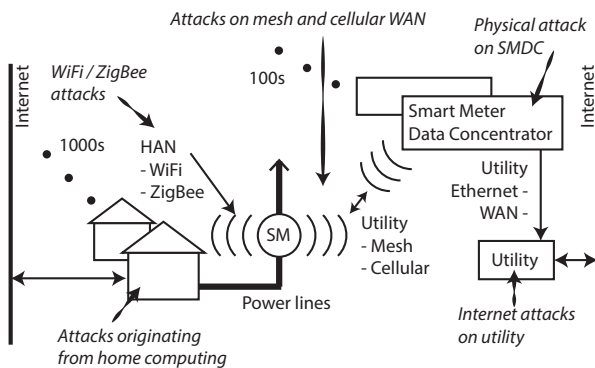 Attacks on mesh and cellular WAN
Physical attack
on SMDC
WiFi / ZigBee
attacks
Internet
Internet
100s
1000s
Smart Meter
Data Concentrator
HAN
- WiFi
- ZigBee
Utility
Ethernet -
WAN -
SM
Utility
- Mesh
- Cellular
Utility
Power lines
Internet attacks
on utility
Attacks originating
from home computing